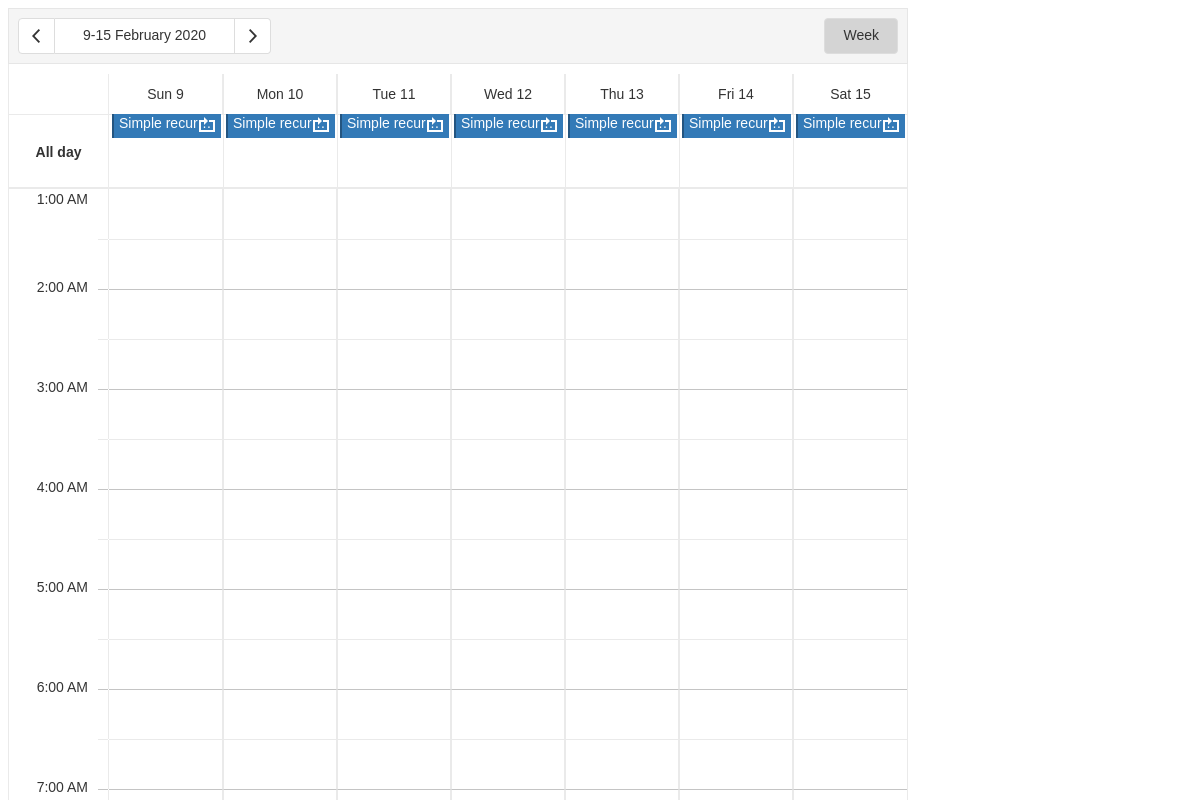 9-15 February 2020
Week
Sun 9
Mon 10
Tue 11
Wed 12
Thu 13
Fri 14
Sat 15
Simple recur
Simple recur
Simple recur
Simple recur
Simple recur
Simple recur
Simple recur
All day
1:00 AM
2:00 AM
3:00 AM
4:00 AM
5:00 AM
6:00 AM
7:00 AM